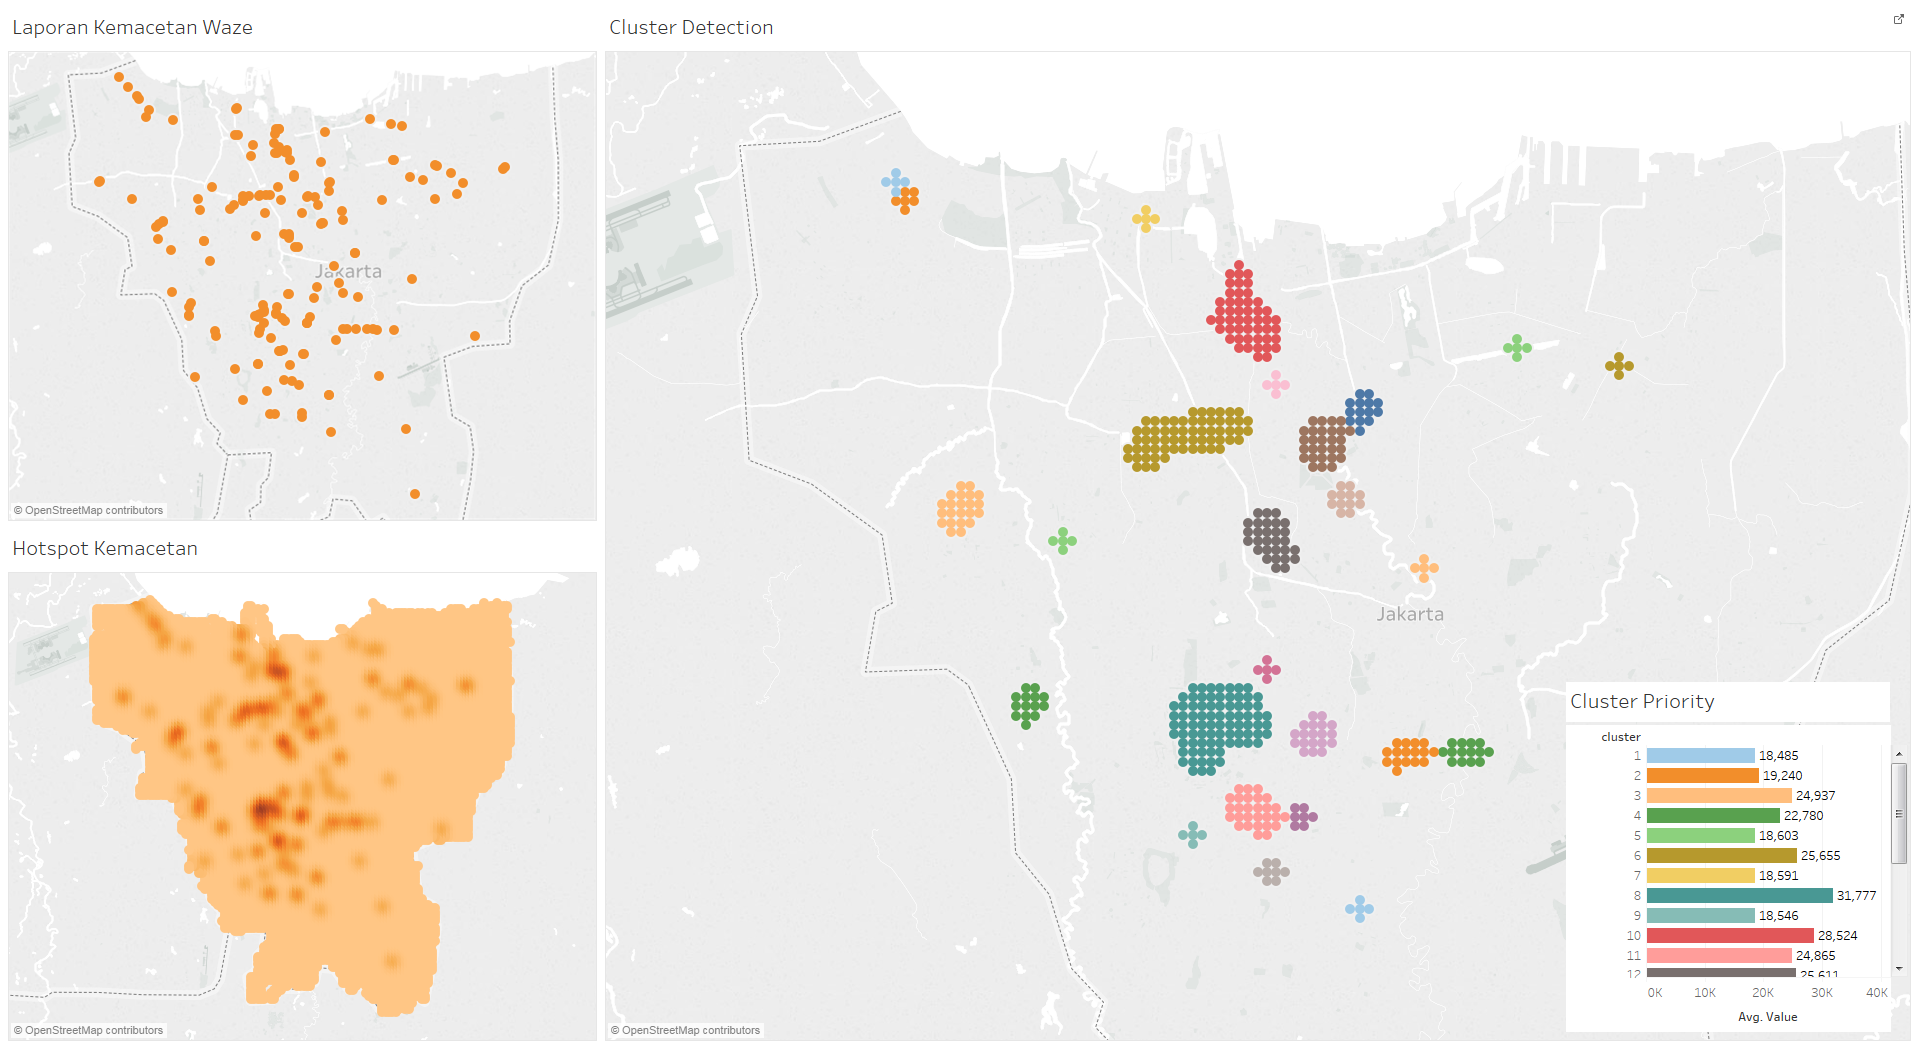 Laporan Kemacetan Waze
Jakarta
© OpenStreetMap contributors
Hotspot Kemacetan
© OpenStreetMap contributors
Cluster Detection
Jakarta
© OpenStreetMap contributors
Cluster Priority
cluster
1 18,485
2 19,240
3 24,937
4 22,780
5 18,603
6 25,655
7 18,591
8 31,777
9 18,546
10 28,524
11 24,865
12 25,611
0K 10K 20K 30K 40K
Avg. Value